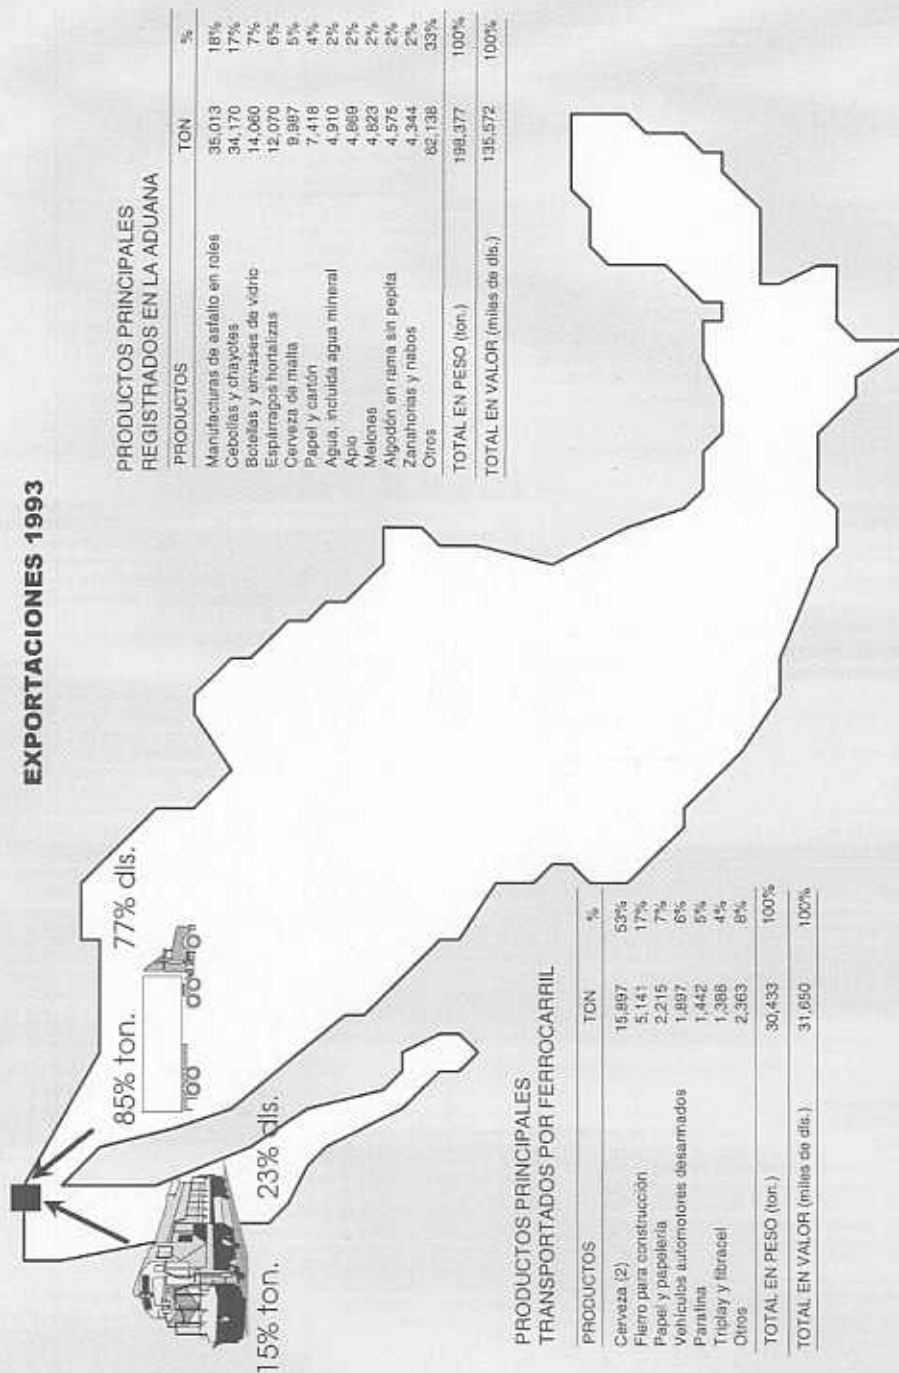 EXPORTACIONES 1993
PRODUCTOS PRINCIPALES
REGISTRADOS EN LA ADUANA
PRODUCTOS TON %
Manufacturas de asfalto en roles 35,013 18%
Cebollas y chayotes 34,170 17%
Botellas y envases de vidrio 14,060 7%
Espárragos hortalizas 12,070 6%
Cerveza de malta 9,987 5%
Papel y cartón 7,418 4%
Agua, incluida agua mineral 4,910 2%
Apio 4,869 2%
Melones 4,823 2%
Algodón en rama sin pepita 4,575 2%
Zanahorias y nabos 4,344 2%
Otros 62,138 33%
TOTAL EN PESO (ton.) 198,377 100%
TOTAL EN VALOR (miles de dls.) 135,572 100%
85% ton. 77% dls.
15% ton. 23% dls.
PRODUCTOS PRINCIPALES
TRANSPORTADOS POR FERROCARRIL
PRODUCTOS TON %
Cerveza (2) 15,897 53%
Fierro para construcción 5,141 17%
Papel y papelería 2,215 7%
Vehículos automotores desarmados 1,897 6%
Parafina 1,442 5%
Triplay y fibracel 1,388 4%
Otros 2,363 8%
TOTAL EN PESO (ton.) 30,433 100%
TOTAL EN VALOR (miles de dls.) 31,650 100%